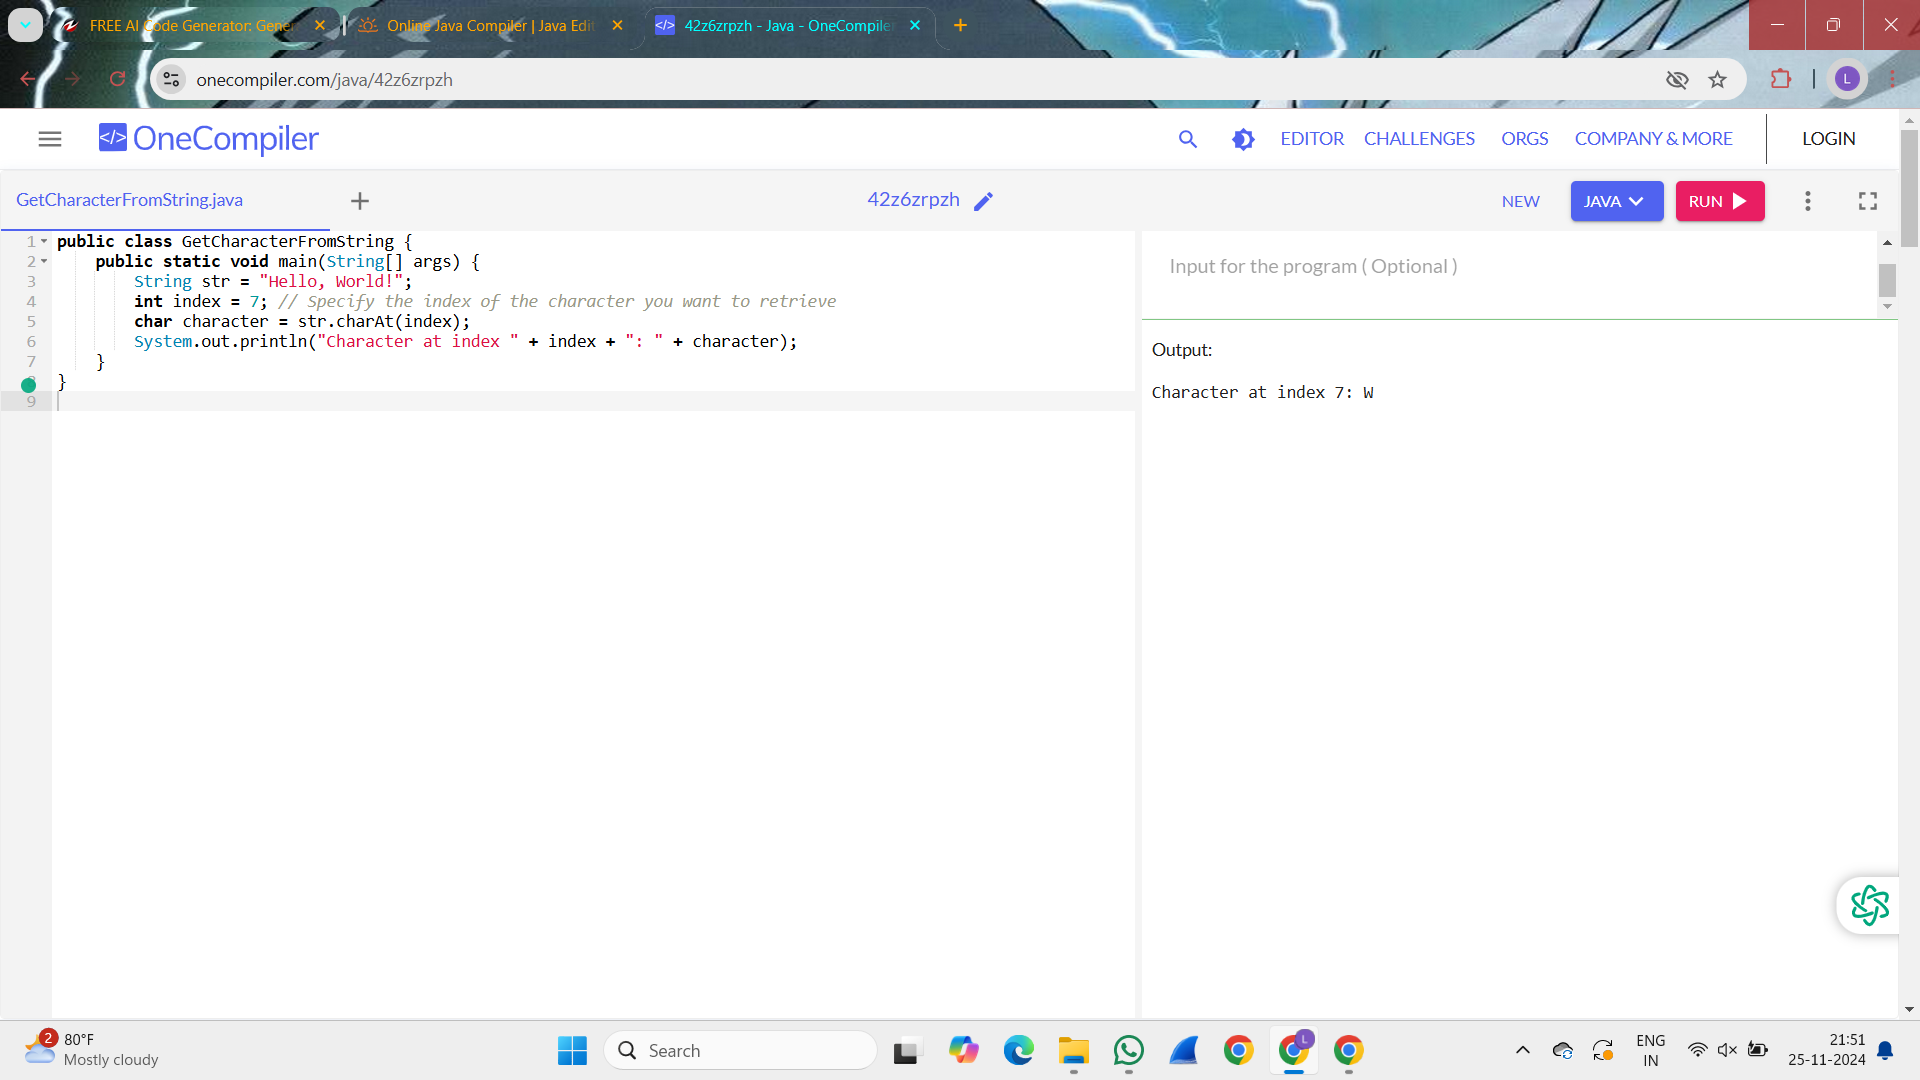 FREE AI Code Generator: Gene
Online Java Compiler | Java Edit
42z6zrpzh - Java - OneCompiler
onecompiler.com/java/42z6zrpzh
L
</> OneCompiler
EDITOR CHALLENGES ORGS COMPANY & MORE LOGIN
GetCharacterFromString.java
42z6zrpzh
NEW JAVA RUN
1 public class GetCharacterFromString {
2 public static void main(String[] args) {
3 String str = "Hello, World!";
4 int index = 7; // Specify the index of the character you want to retrieve
5 char character = str.charAt(index);
6 System.out.println("Character at index " + index + ": " + character);
7 }
}
9
Input for the program ( Optional )
Output:
Character at index 7: W
2
80°F
Mostly cloudy
Search
L
ENG
IN
21:51
25-11-2024